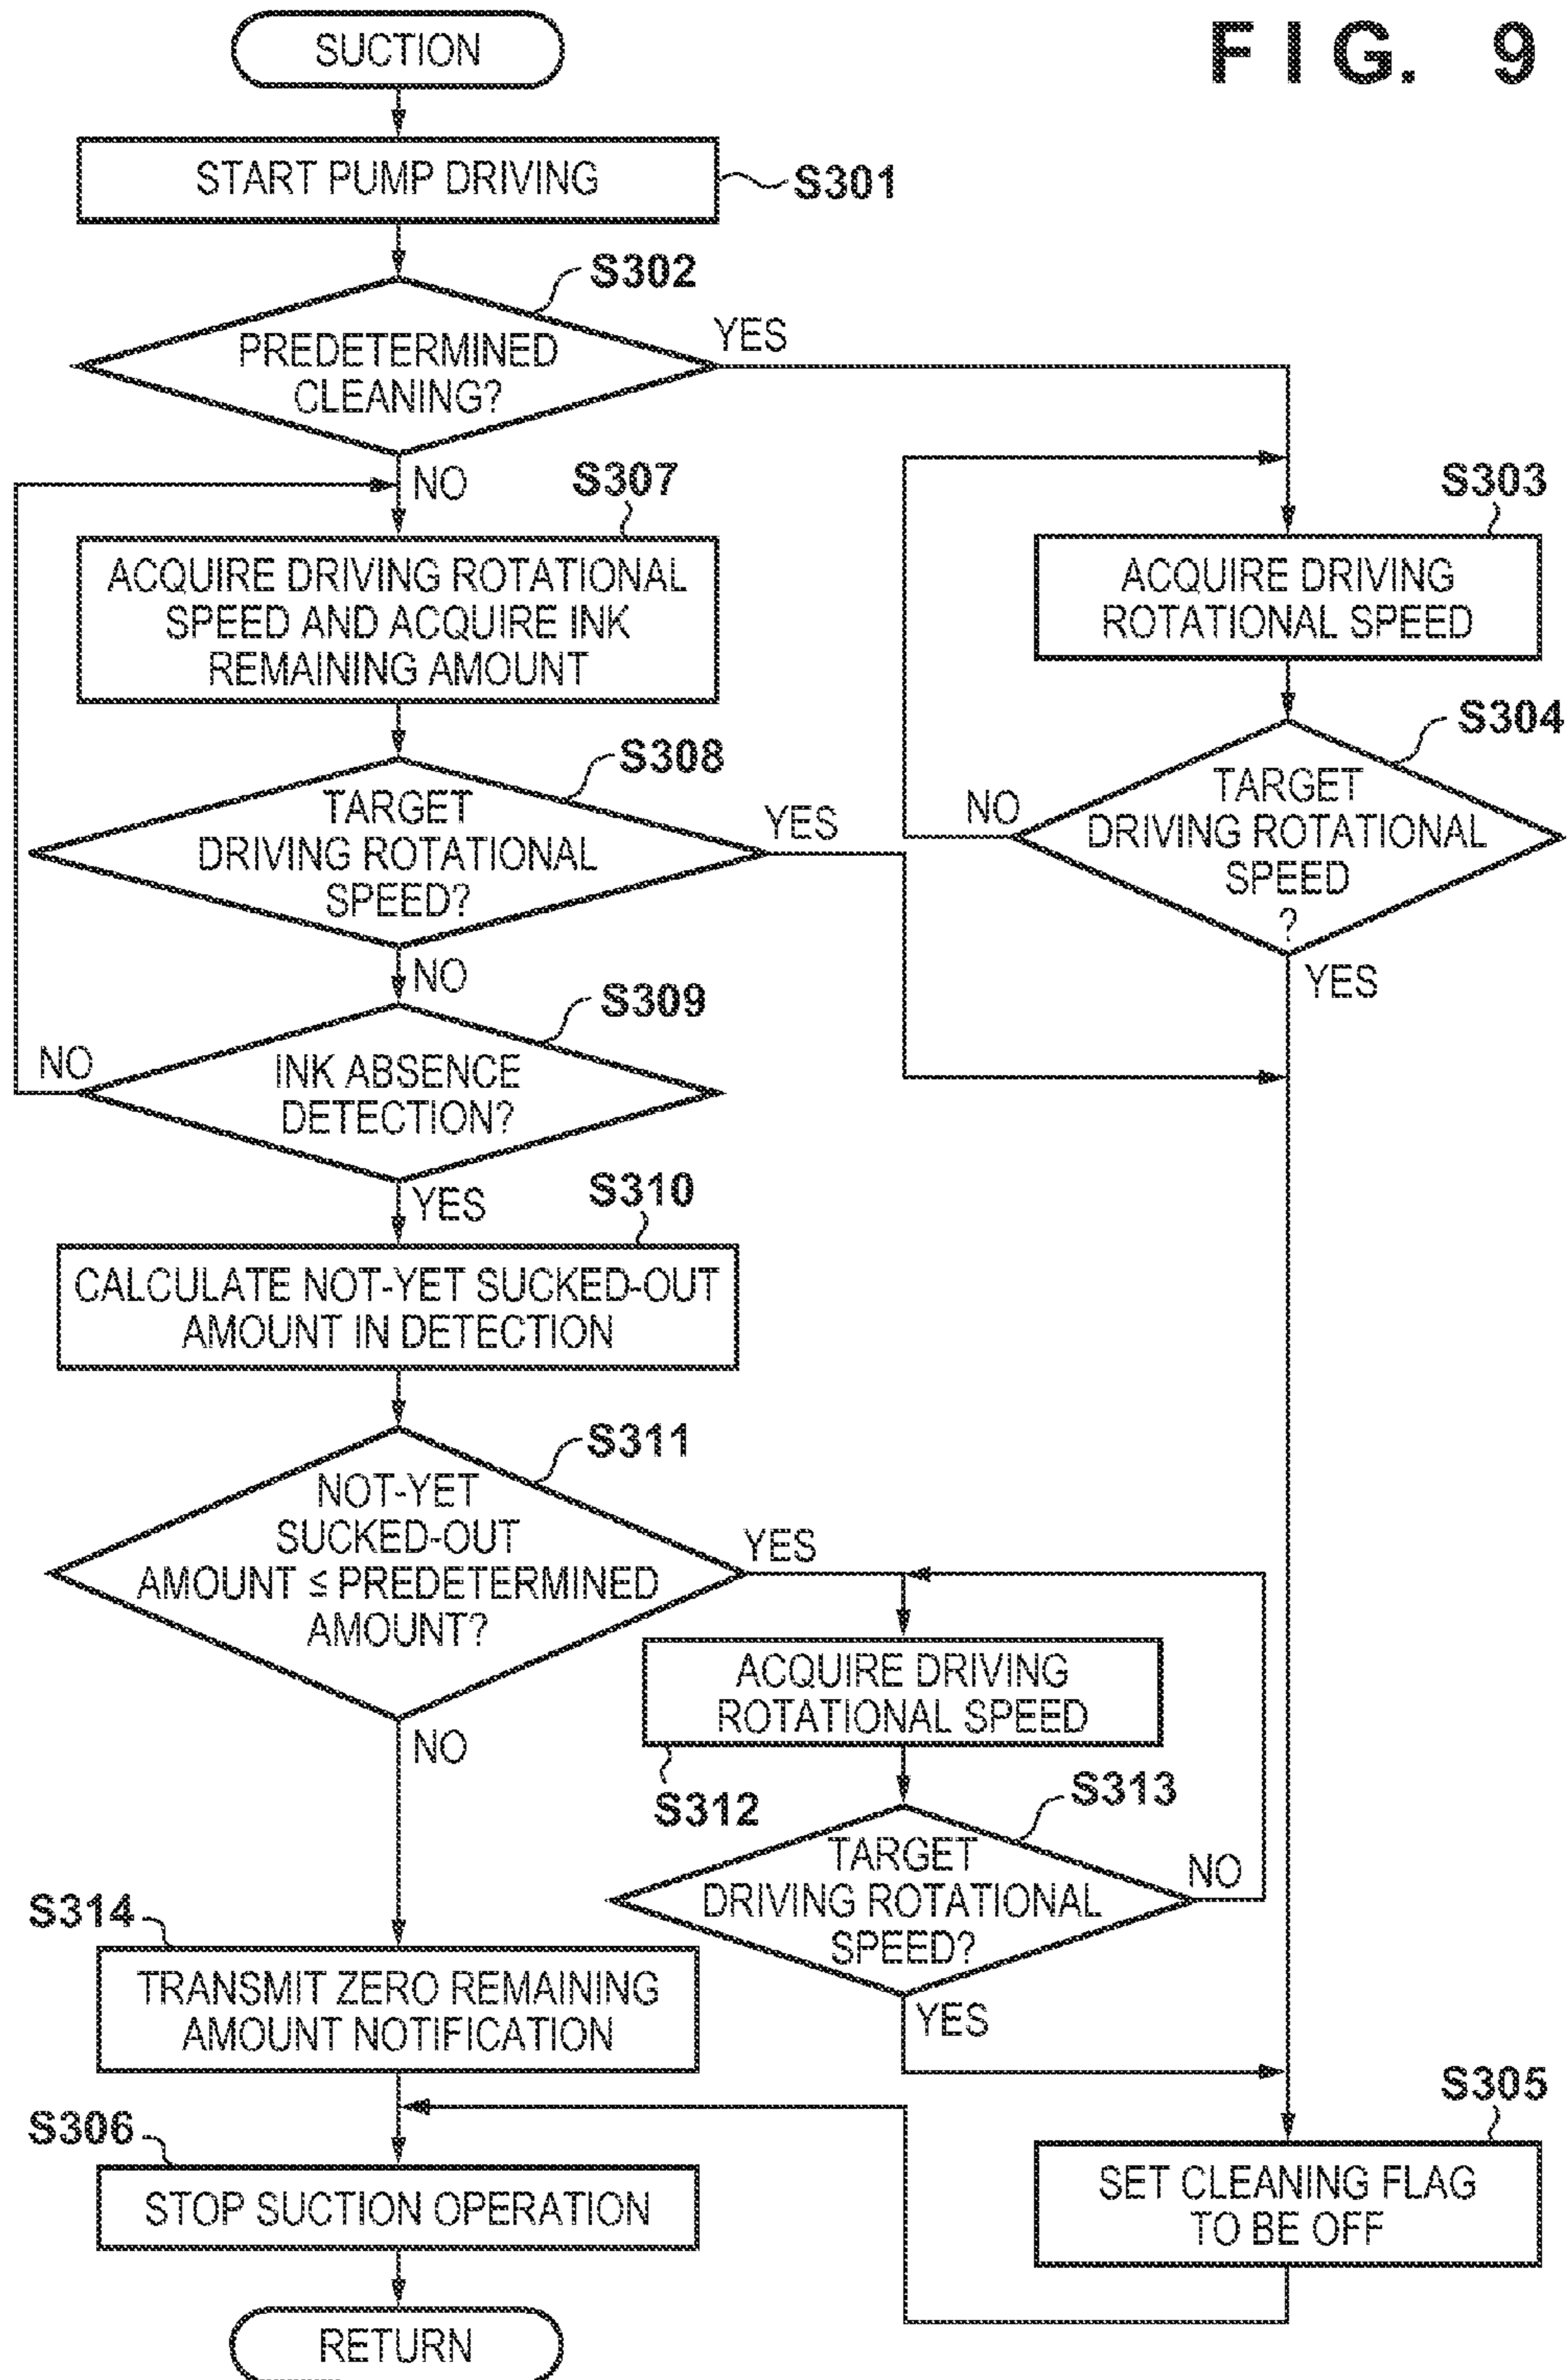 FIG. 9
SUCTION
START PUMP DRIVING
S301
S302
PREDETERMINED
CLEANING?
YES
NO
S307
ACQUIRE DRIVING ROTATIONAL
SPEED AND ACQUIRE INK
REMAINING AMOUNT
S303
ACQUIRE DRIVING
ROTATIONAL SPEED
S308
TARGET
DRIVING ROTATIONAL
SPEED?
YES
NO
S304
TARGET
DRIVING ROTATIONAL
SPEED
?
NO
YES
S309
INK ABSENCE
DETECTION?
NO
YES
S310
CALCULATE NOT-YET SUCKED-OUT
AMOUNT IN DETECTION
S311
NOT-YET
SUCKED-OUT
AMOUNT ≤ PREDETERMINED
AMOUNT?
YES
NO
ACQUIRE DRIVING
ROTATIONAL SPEED
S312
S313
TARGET
DRIVING ROTATIONAL
SPEED?
NO
YES
S314
TRANSMIT ZERO REMAINING
AMOUNT NOTIFICATION
S305
SET CLEANING FLAG
TO BE OFF
S306
STOP SUCTION OPERATION
RETURN